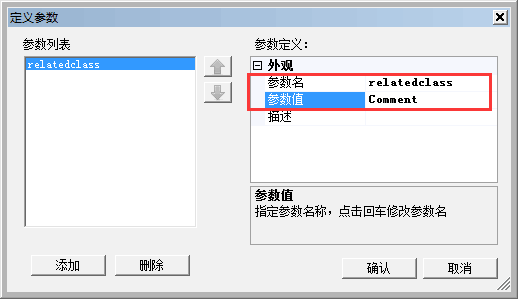 定义参数
参数列表
relatedclass
添加
删除
参数定义:
外观
参数名 relatedclass
参数值 Comment
描述
参数值
指定参数名称，点击回车修改参数名
确认
取消